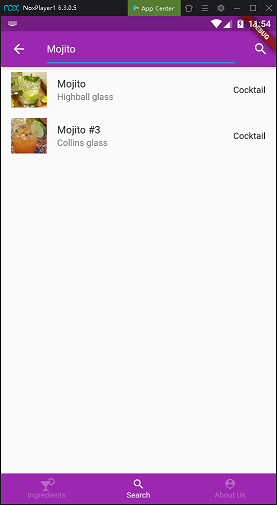 nox NoxPlayer1 6.3.0.5 App Center
13:54
DEBUG
Mojito
Mojito
Highball glass
Cocktail
Mojito #3
Collins glass
Cocktail
Ingredients Search About Us